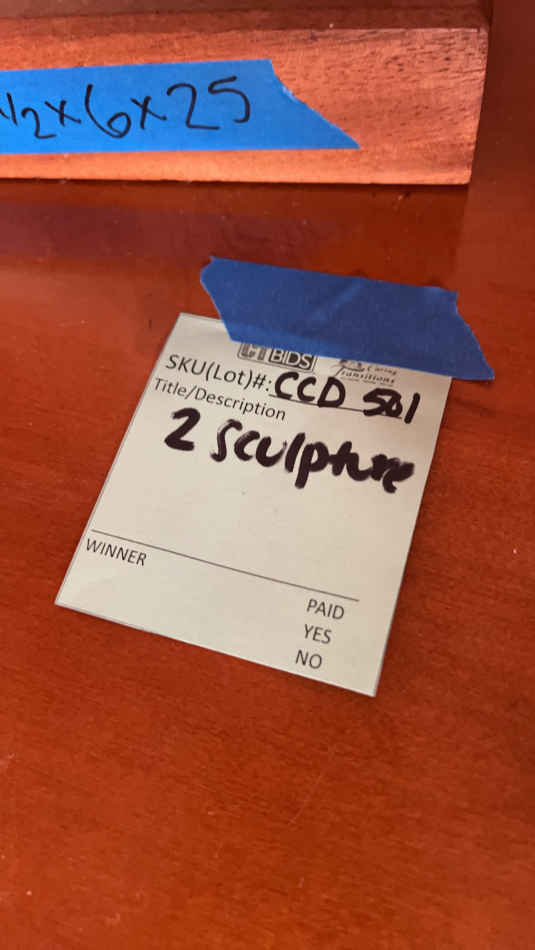 1/2x6x25
CTBIDS Caring Transitions
SKU(Lot)#: CCD 501
Title/Description
2 Sculpture
WINNER
PAID
YES
NO